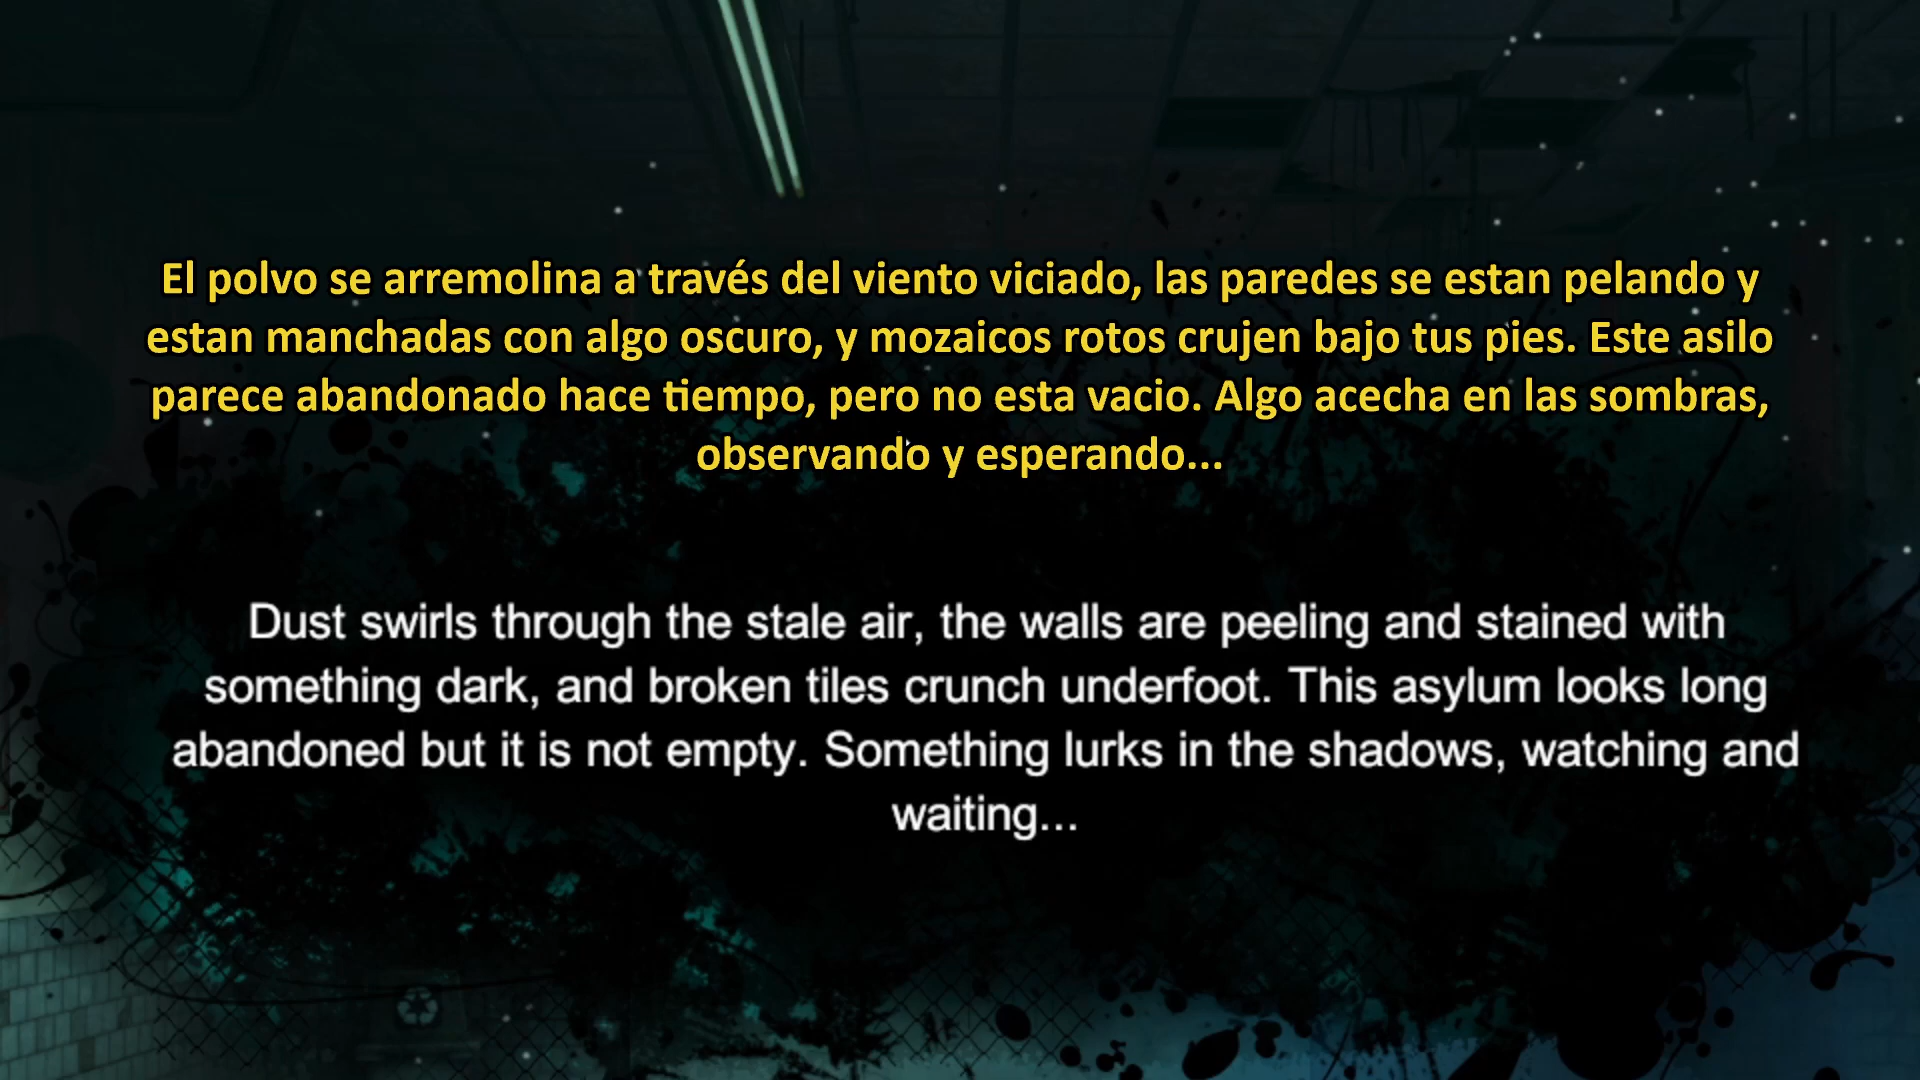 El polvo se arremolina a través del viento viciado, las paredes se estan pelando y
estan manchadas con algo oscuro, y mozaicos rotos crujen bajo tus pies. Este asilo
parece abandonado hace tiempo, pero no esta vacio. Algo acecha en las sombras,
observando y esperando...
Dust swirls through the stale air, the walls are peeling and stained with
something dark, and broken tiles crunch underfoot. This asylum looks long
abandoned but it is not empty. Something lurks in the shadows, watching and
waiting...